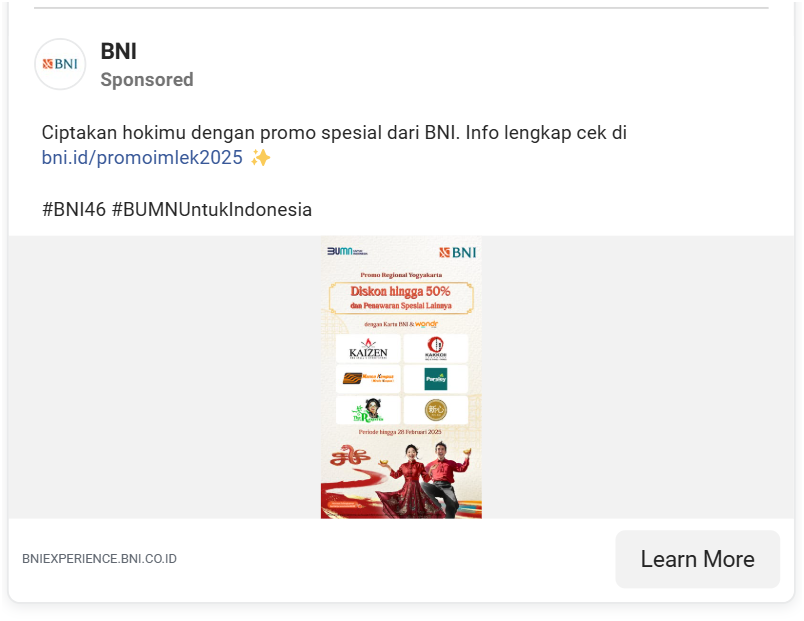 BNI
BNI
Sponsored
Ciptakan hokimu dengan promo spesial dari BNI. Info lengkap cek di
bni.id/promoimlek2025 ✨
#BNI46 #BUMNUntukIndonesia
BUMN
BNI
Promo Regional Yogyakarta
Diskon hingga 50%
dan Penawaran Spesial Lainnya
dengan Kartu BNI & wondr
KAIZEN
KAKKOII
Parsley
The
Periode hingga 28 Februari 2025
BNIEXPERIENCE.BNI.CO.ID
Learn More